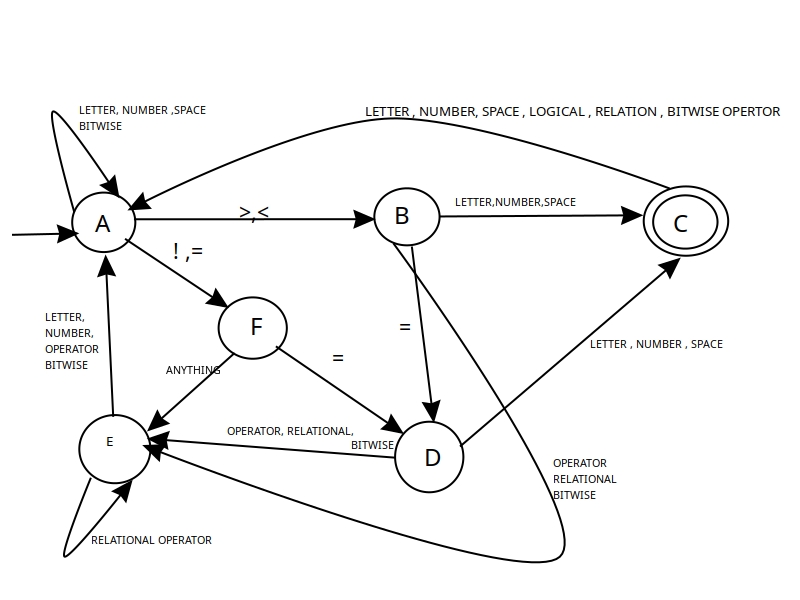 LETTER, NUMBER ,SPACE
BITWISE
LETTER , NUMBER, SPACE , LOGICAL , RELATION , BITWISE OPERTOR
A
>,<
B
LETTER,NUMBER,SPACE
C
! ,=
F
LETTER,
NUMBER,
OPERATOR
BITWISE
=
=
LETTER , NUMBER , SPACE
ANYTHING
E
OPERATOR, RELATIONAL,
BITWISE
D
OPERATOR
RELATIONAL
BITWISE
RELATIONAL OPERATOR